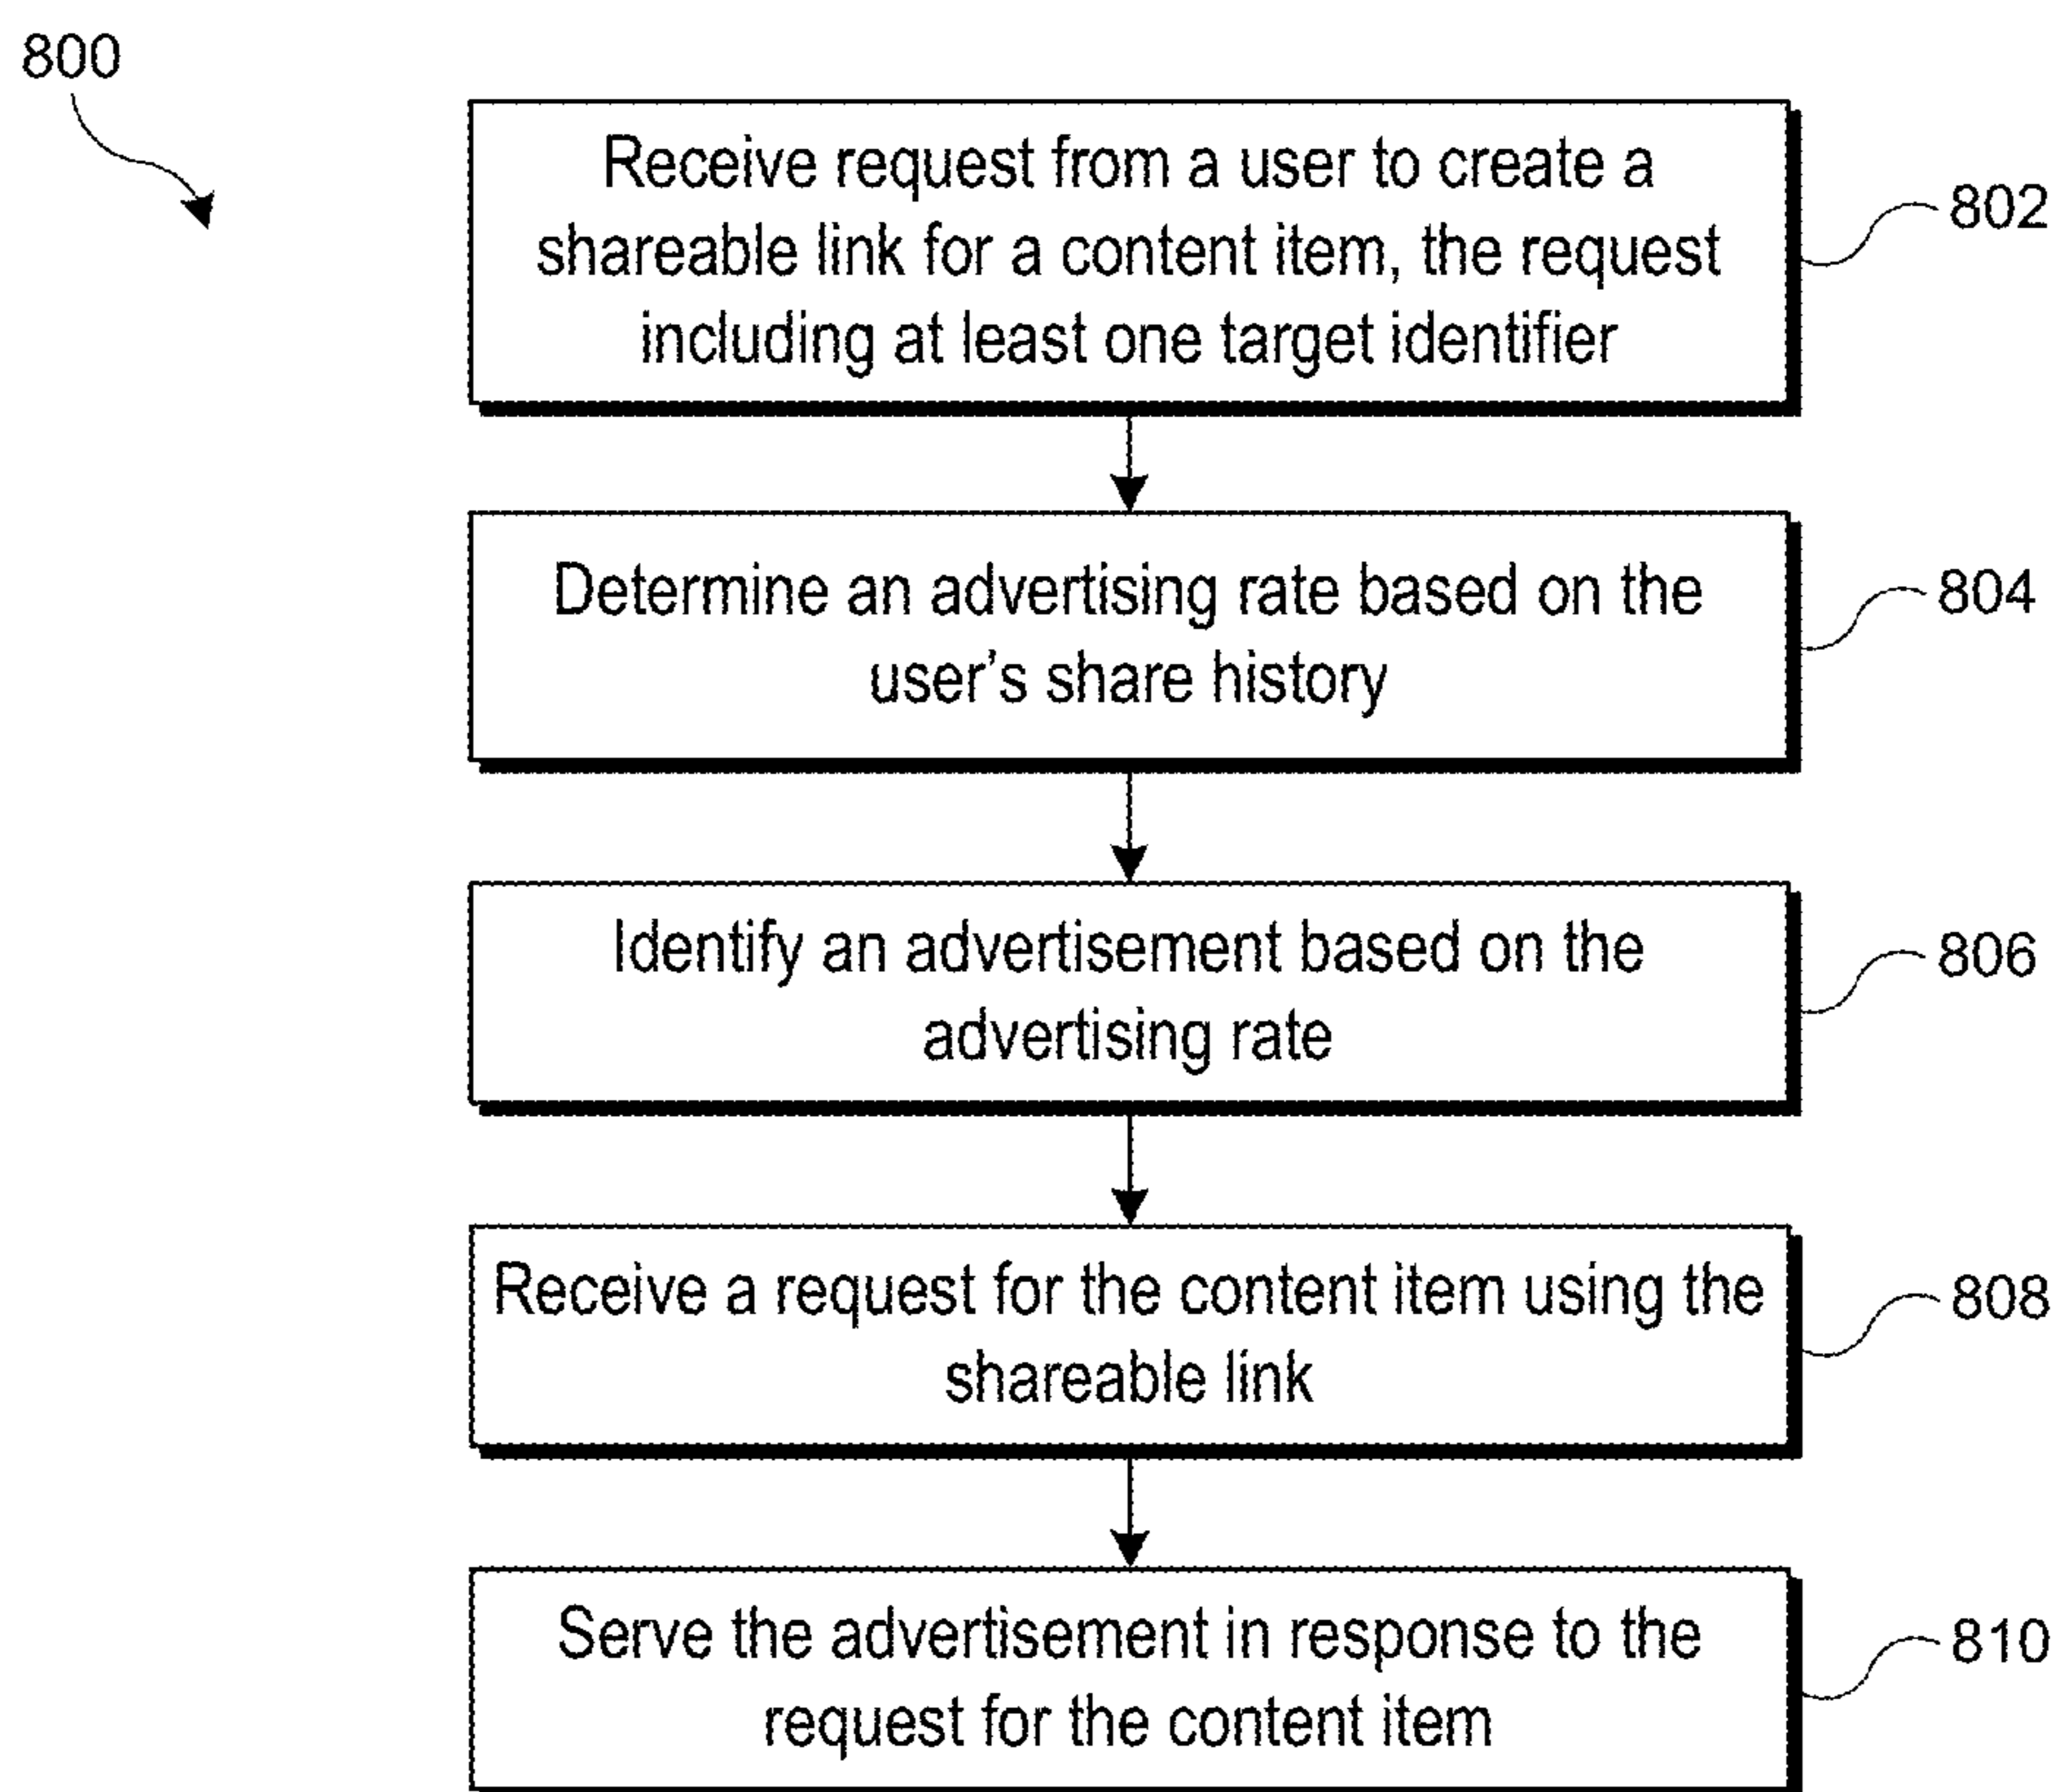 800
Receive request from a user to create a
shareable link for a content item, the request
including at least one target identifier
802
Determine an advertising rate based on the
user's share history
804
Identify an advertisement based on the
advertising rate
806
Receive a request for the content item using the
shareable link
808
Serve the advertisement in response to the
request for the content item
810